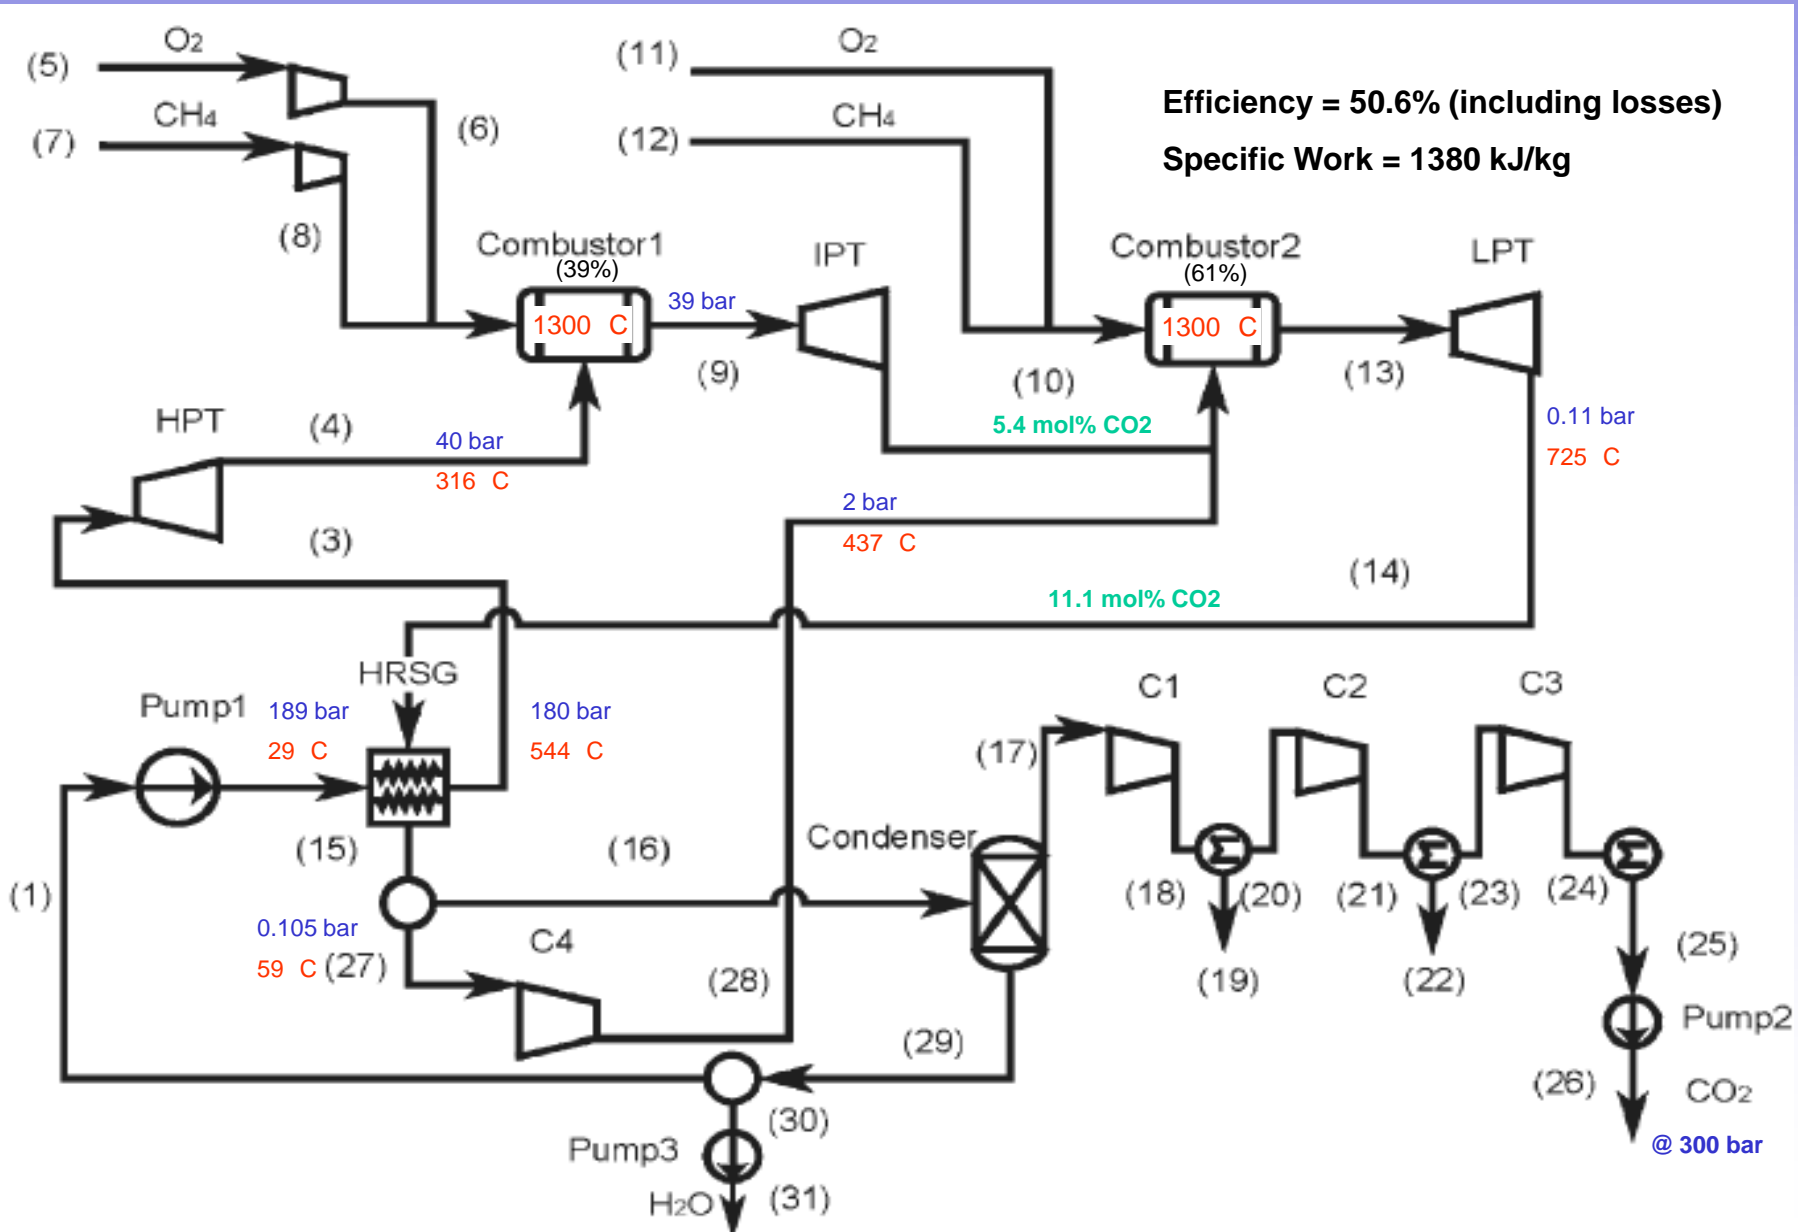 O2
(5)
CH4
(7)
(6)
(8)
(11)
O2
(12)
CH4
Efficiency = 50.6% (including losses)
Specific Work = 1380 kJ/kg
Combustor1
(39%)
1300 C
39 bar
(9)
IPT
(10)
Combustor2
(61%)
1300 C
(13)
LPT
HPT
(4)
40 bar
316 C
(3)
5.4 mol% CO2
2 bar
437 C
0.11 bar
725 C
(14)
11.1 mol% CO2
HRSG
Pump1
189 bar
29 C
180 bar
544 C
(15)
(16)
(1)
0.105 bar
59 C
(27)
C4
(28)
Condenser
(17)
C1
C2
C3
Σ
Σ
Σ
(18)
(20)
(21)
(23)
(24)
(19)
(22)
(25)
Pump2
(26)
CO2
@ 300 bar
(29)
(30)
Pump3
H2O
(31)